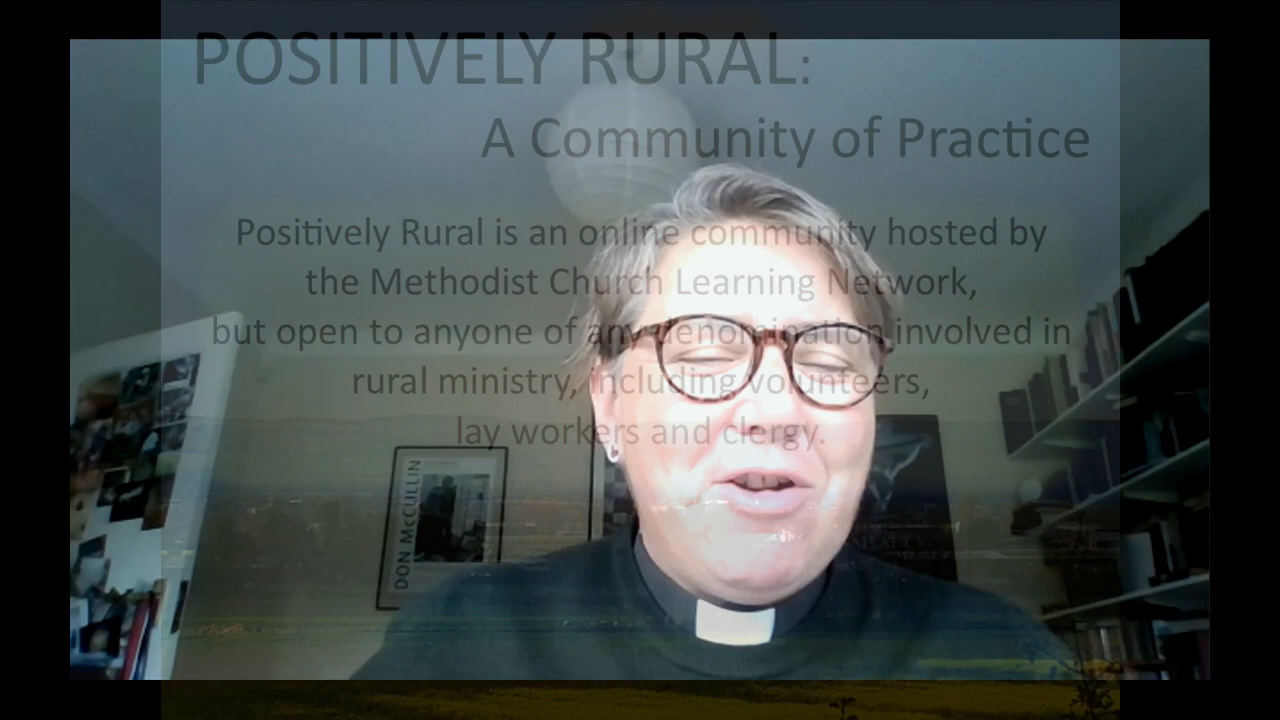 POSITIVELY RURAL:
A Community of Practice
Positively Rural is an online community hosted by
the Methodist Church Learning Network,
but open to anyone of any denomination involved in
rural ministry, including volunteers,
lay workers and clergy.
DON McCULLIN